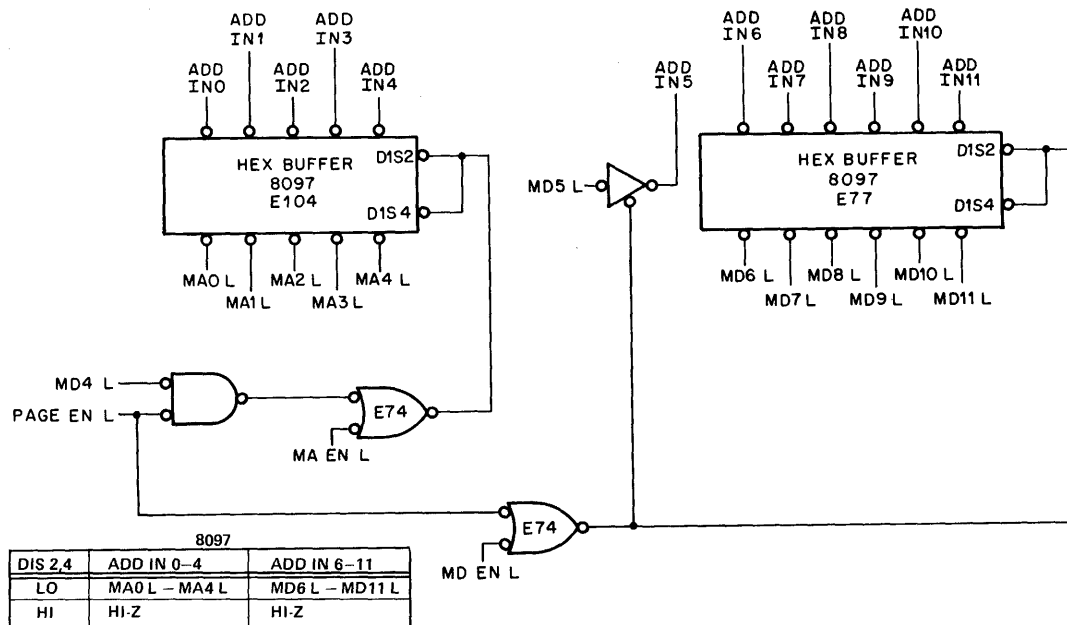 ADD IN0
ADD IN1
ADD IN2
ADD IN3
ADD IN4
HEX BUFFER
8097
E104
D1S2
D1S4
MA0 L
MA1 L
MA2 L
MA3 L
MA4 L
ADD IN5
MD5 L
ADD IN6
ADD IN7
ADD IN8
ADD IN9
ADD IN10
ADD IN11
HEX BUFFER
8097
E77
D1S2
D1S4
MD6 L
MD7 L
MD8 L
MD9 L
MD10 L
MD11 L
MD4 L
PAGE EN L
E74
MA EN L
E74
MD EN L
8097
DIS 2,4 ADD IN 0–4 ADD IN 6–11
LO MA0 L – MA4 L MD6 L – MD11 L
HI HI-Z HI-Z